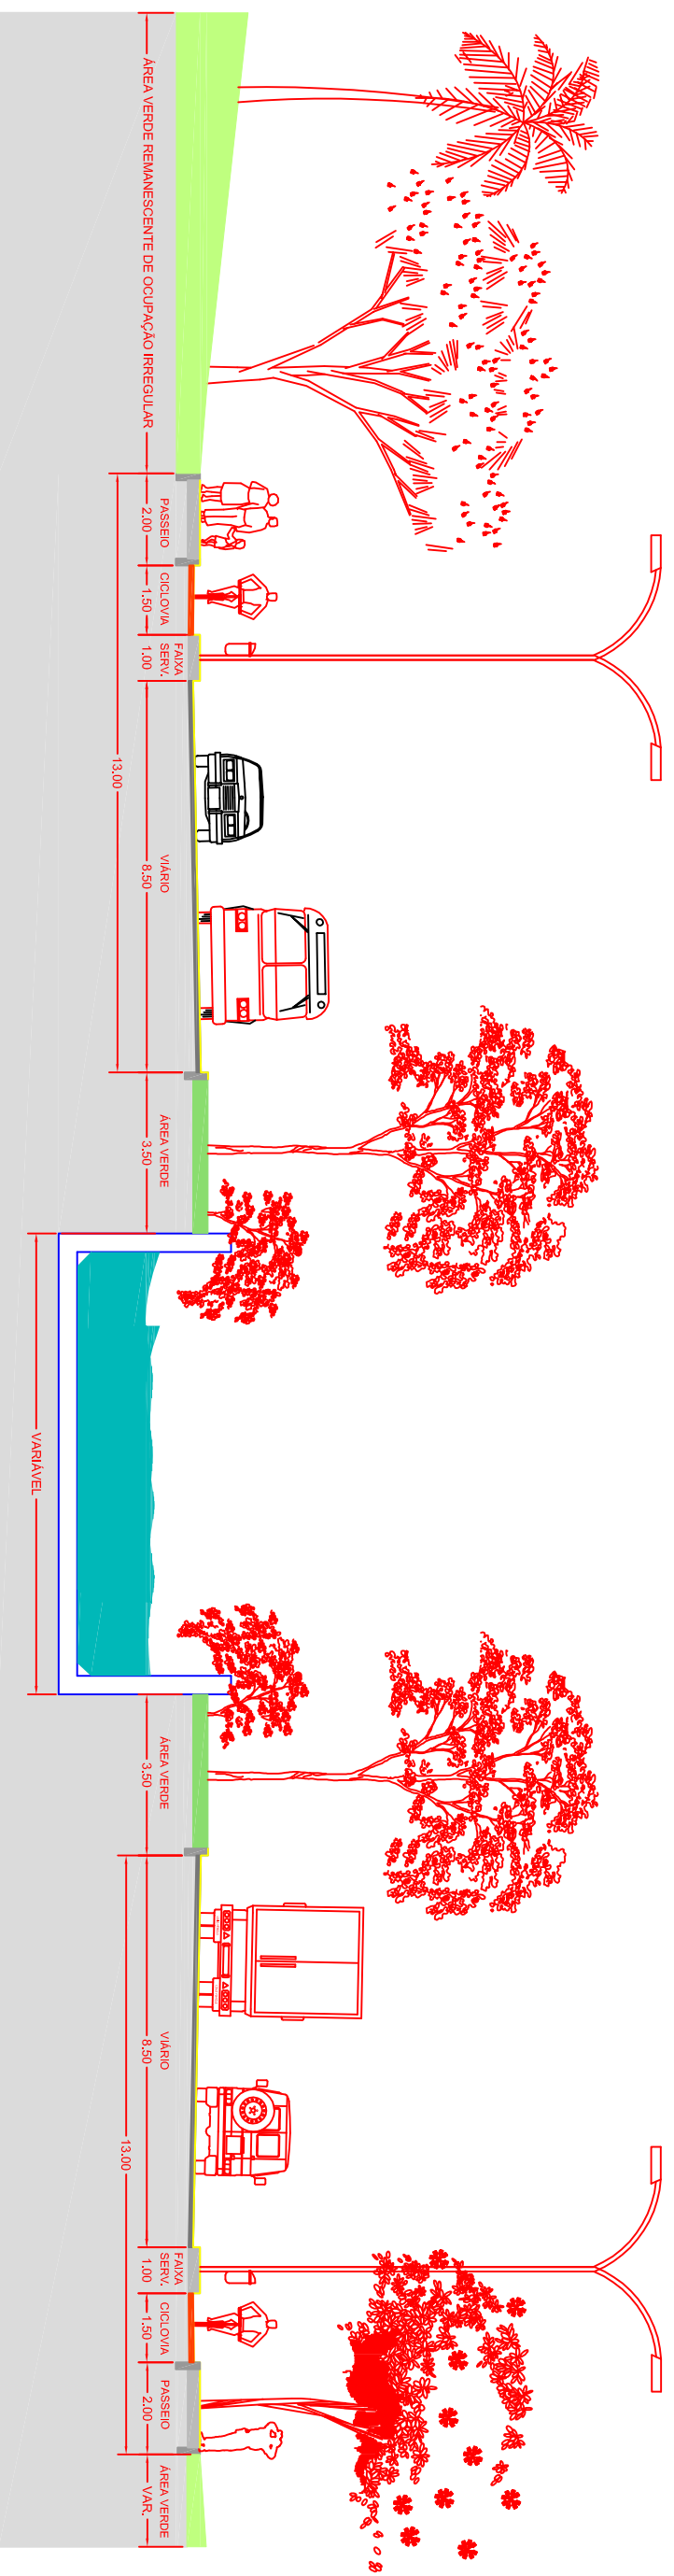 ÁREA VERDE REMANESCENTE DE OCUPAÇÃO IRREGULAR
PASSEIO
2.00
CICLOVIA
1.50
FAIXA
SERV.
1.00
VIÁRIO
8.50
13.00
ÁREA VERDE
3.50
VARIÁVEL
ÁREA VERDE
3.50
VIÁRIO
8.50
13.00
FAIXA
SERV.
1.00
CICLOVIA
1.50
PASSEIO
2.00
ÁREA VERDE
VAR.